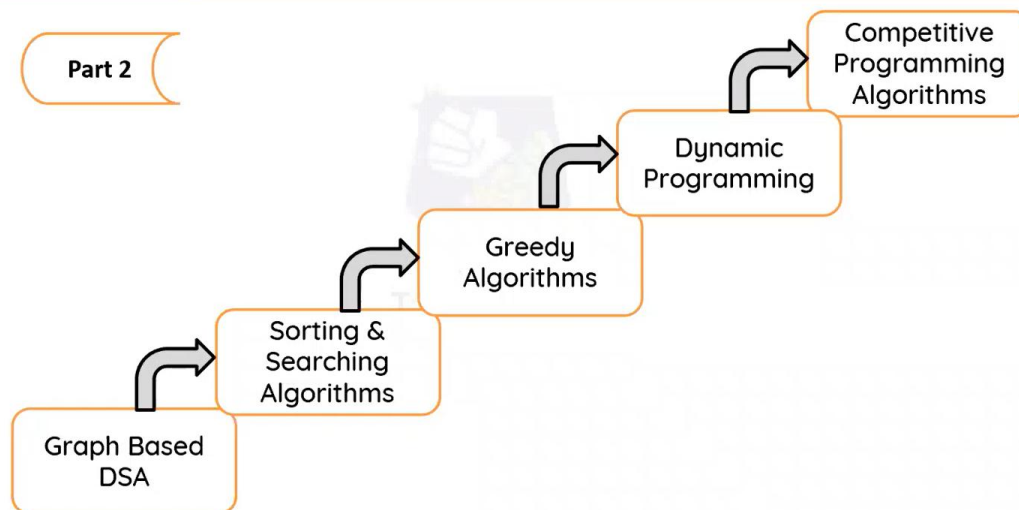 Part 2
Competitive
Programming
Algorithms
Dynamic
Programming
Greedy
Algorithms
Sorting &
Searching
Algorithms
Graph Based
DSA